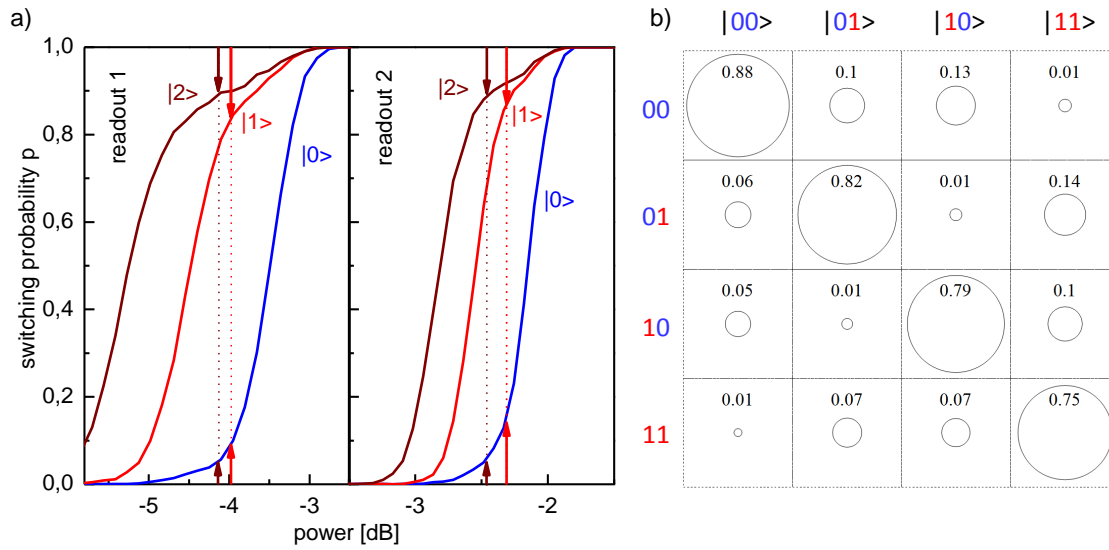 a)
switching probability p
1,0
0,8
0,6
0,4
0,2
0,0
readout 1
|2>
|1>
|0>
readout 2
|2>
|1>
|0>
-5 -4 -3 -3 -2
power [dB]
b)
|00> |01> |10> |11>
00 0.88 0.1 0.13 0.01
01 0.06 0.82 0.01 0.14
10 0.05 0.01 0.79 0.1
11 0.01 0.07 0.07 0.75